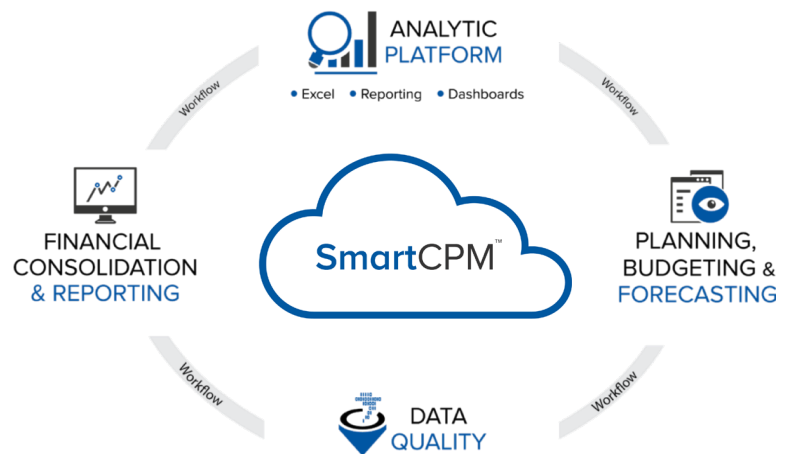 ANALYTIC
PLATFORM
• Excel • Reporting • Dashboards
Workflow
Workflow
FINANCIAL
CONSOLIDATION
& REPORTING
SmartCPM™
PLANNING,
BUDGETING &
FORECASTING
Workflow
Workflow
DATA
QUALITY